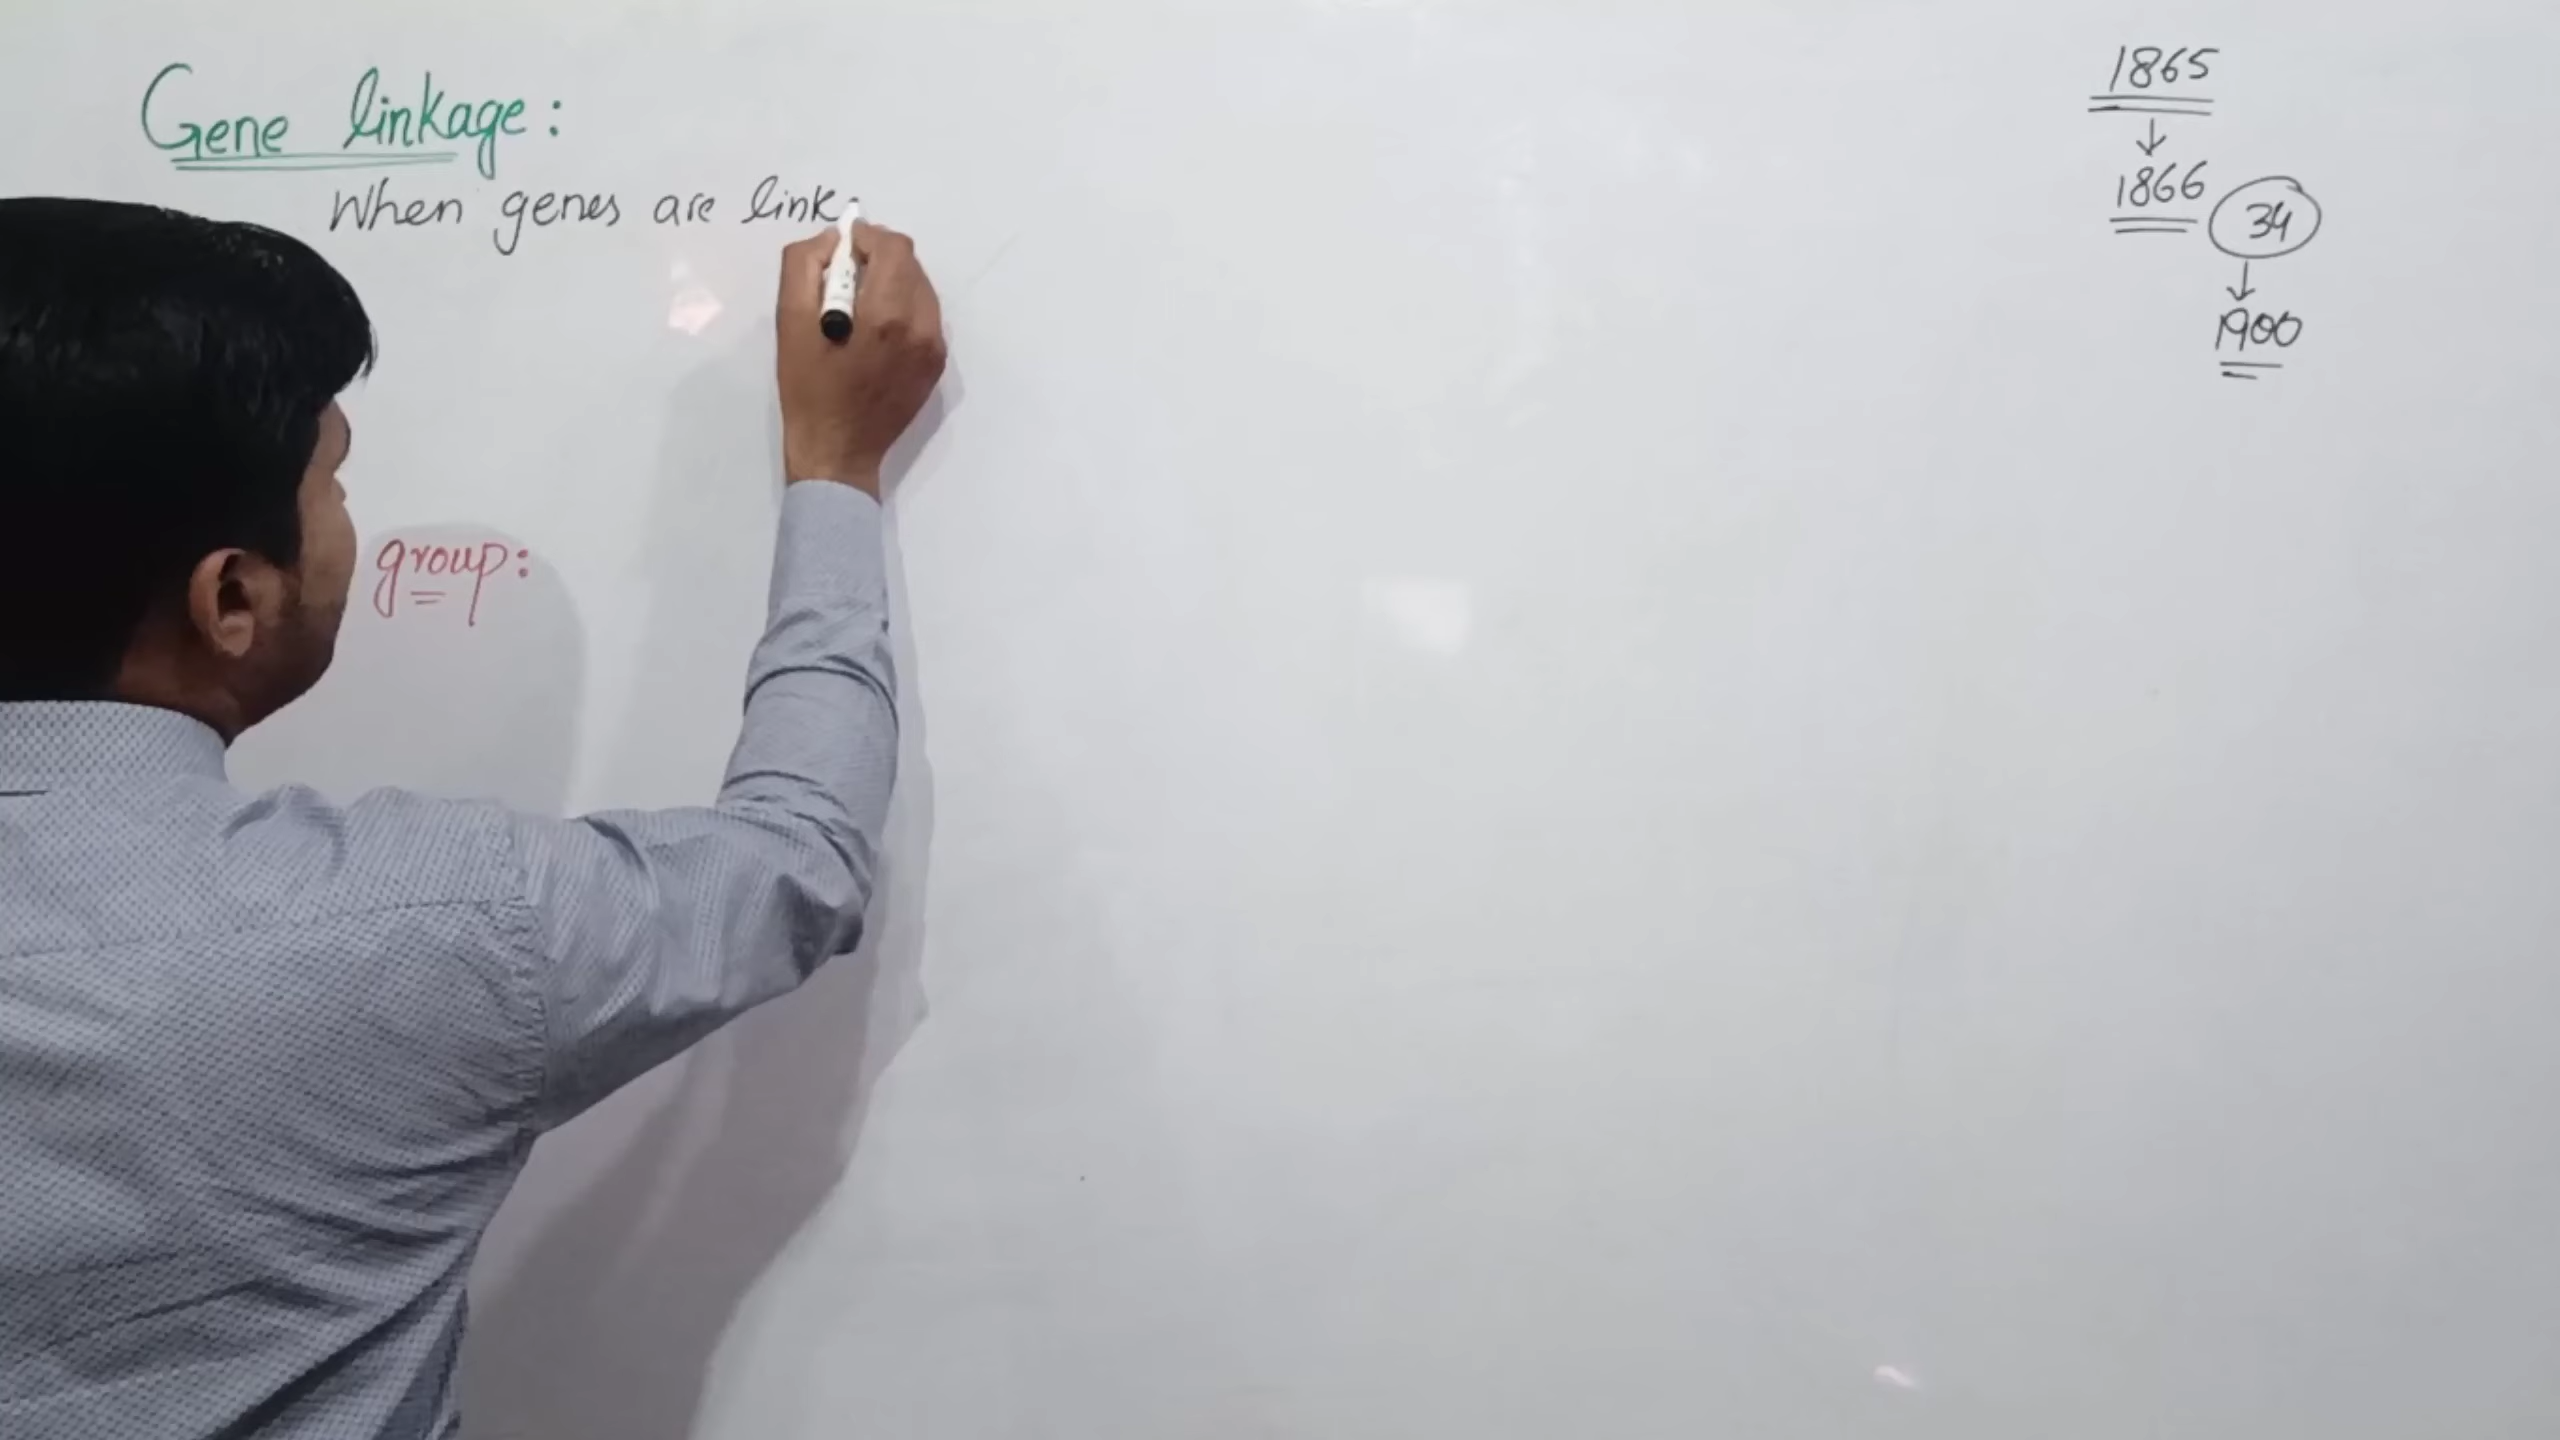 Gene linkage:
When genes are link
group:
1865
↓
1866
34
↓
1900